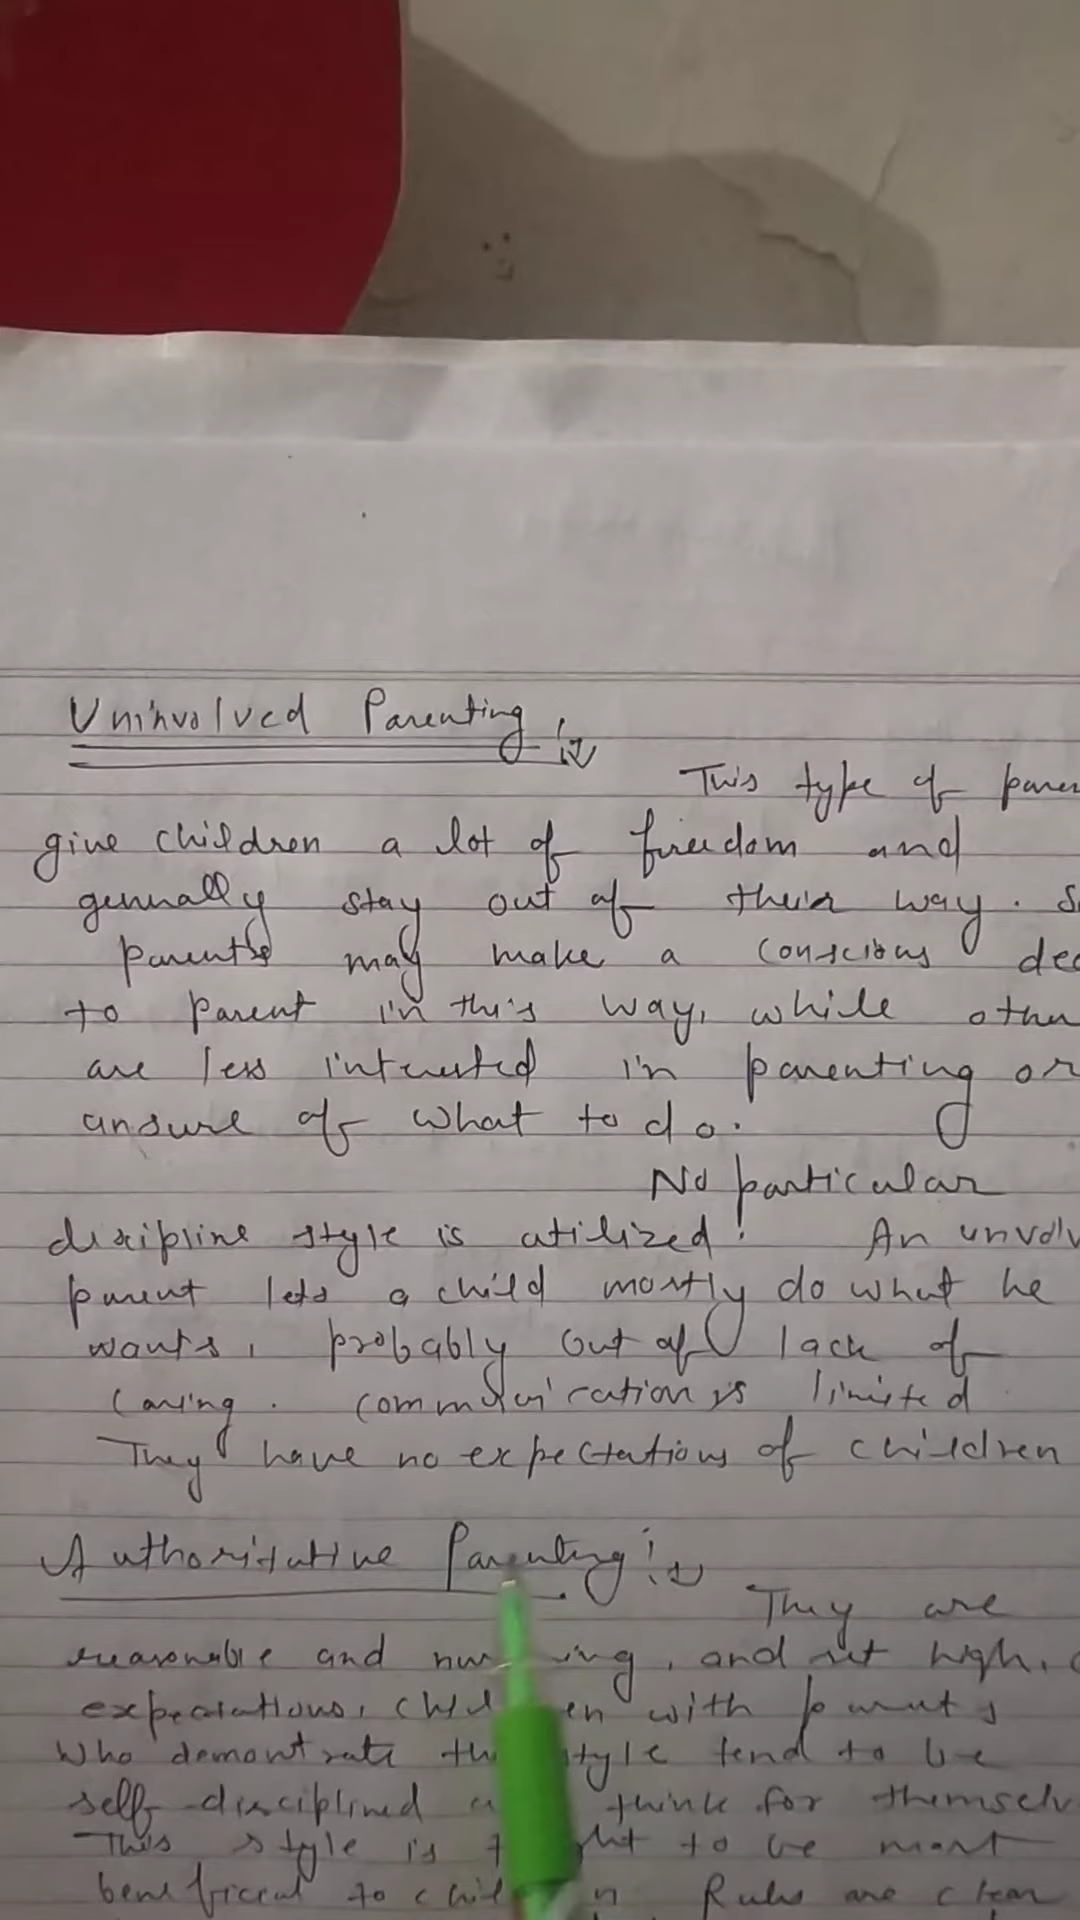 Uninvolved Parenting :-
This type of paren
give children a lot of freedom and
generally stay out of their way. S
parents may make a conscious dec
to parent in this way, while other
are less interested in parenting or
unsure of what to do.
No particular
discipline style is utilized! An unvolv
parent lets a child mostly do what he
wants, probably out of lack of
caring. communication is limited
They have no expectations of children
Authoritative Parenting :-
They are
reasonable and and set high,
expectations, with parents
who demontrate style tend to be
self-disciplined think for themselv
This style is to be most
beneficial to Rules are clear